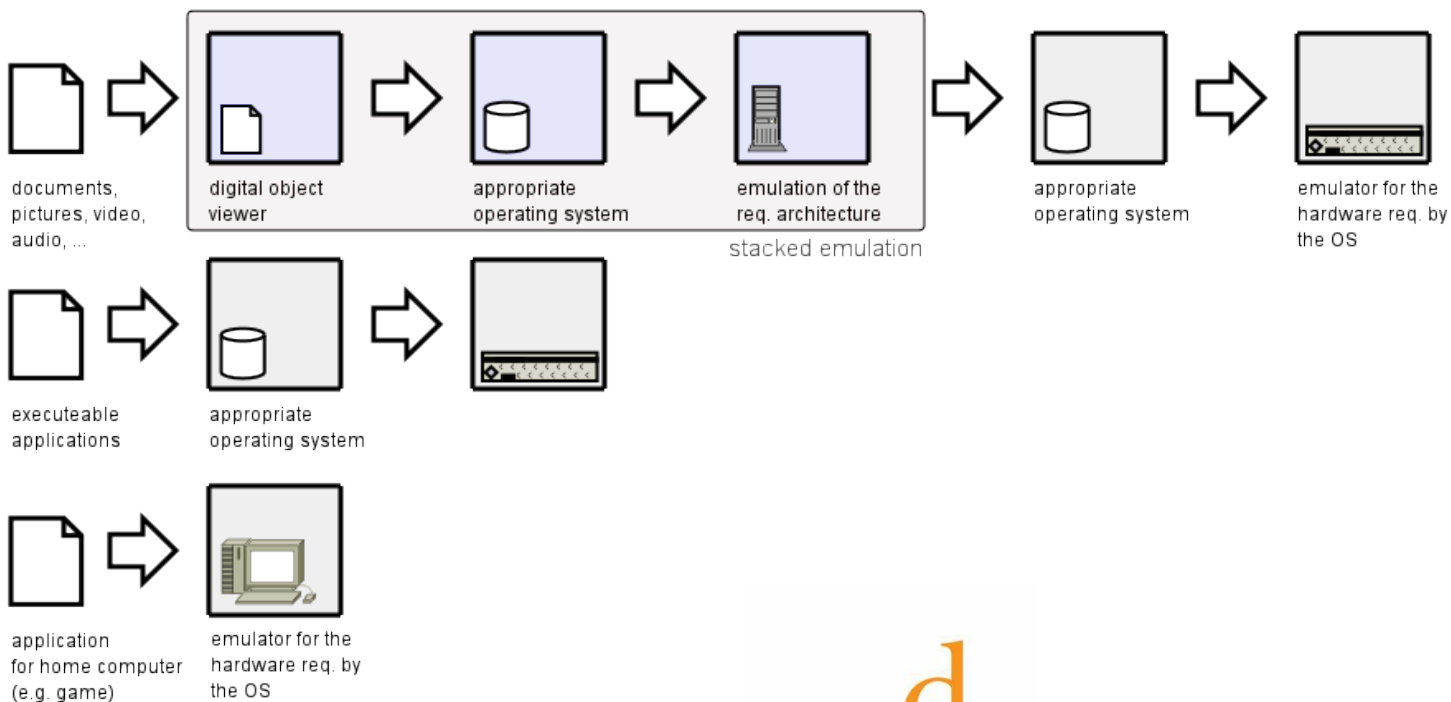 documents,
pictures, video,
audio, ...
digital object
viewer
appropriate
operating system
emulation of the
req. architecture
appropriate
operating system
emulator for the
hardware req. by
the OS
stacked emulation
executeable
applications
appropriate
operating system
application
for home computer
(e.g. game)
emulator for the
hardware req. by
the OS
d